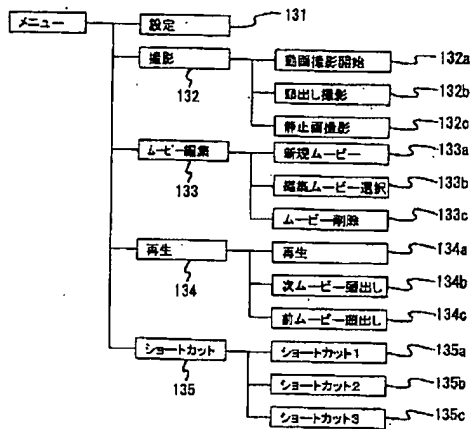 メニュー
設定
131
撮影
132
動画撮影開始
132a
頭出し撮影
132b
静止画撮影
132c
ムービー編集
133
新規ムービー
133a
編集ムービー選択
133b
ムービー削除
133c
再生
134
再生
134a
次ムービー頭出し
134b
前ムービー頭出し
134c
ショートカット
135
ショートカット1
135a
ショートカット2
135b
ショートカット3
135c